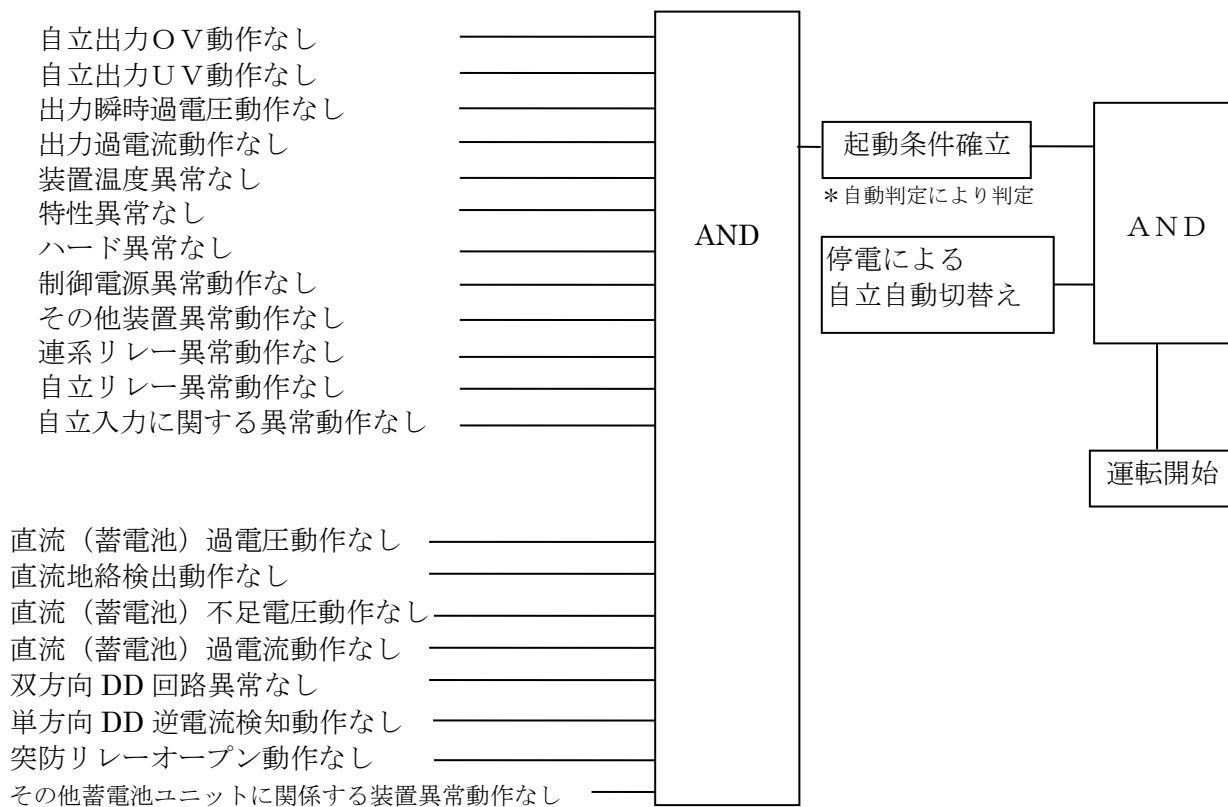 自立出力ＯＶ動作なし
自立出力ＵＶ動作なし
出力瞬時過電圧動作なし
出力過電流動作なし
装置温度異常なし
特性異常なし
ハード異常なし
制御電源異常動作なし
その他装置異常動作なし
連系リレー異常動作なし
自立リレー異常動作なし
自立入力に関する異常動作なし
直流（蓄電池）過電圧動作なし
直流地絡検出動作なし
直流（蓄電池）不足電圧動作なし
直流（蓄電池）過電流動作なし
双方向 DD 回路異常なし
単方向 DD 逆電流検知動作なし
突防リレーオープン動作なし
その他蓄電池ユニットに関係する装置異常動作なし
AND
起動条件確立
＊自動判定により判定
停電による
自立自動切替え
ＡＮＤ
運転開始